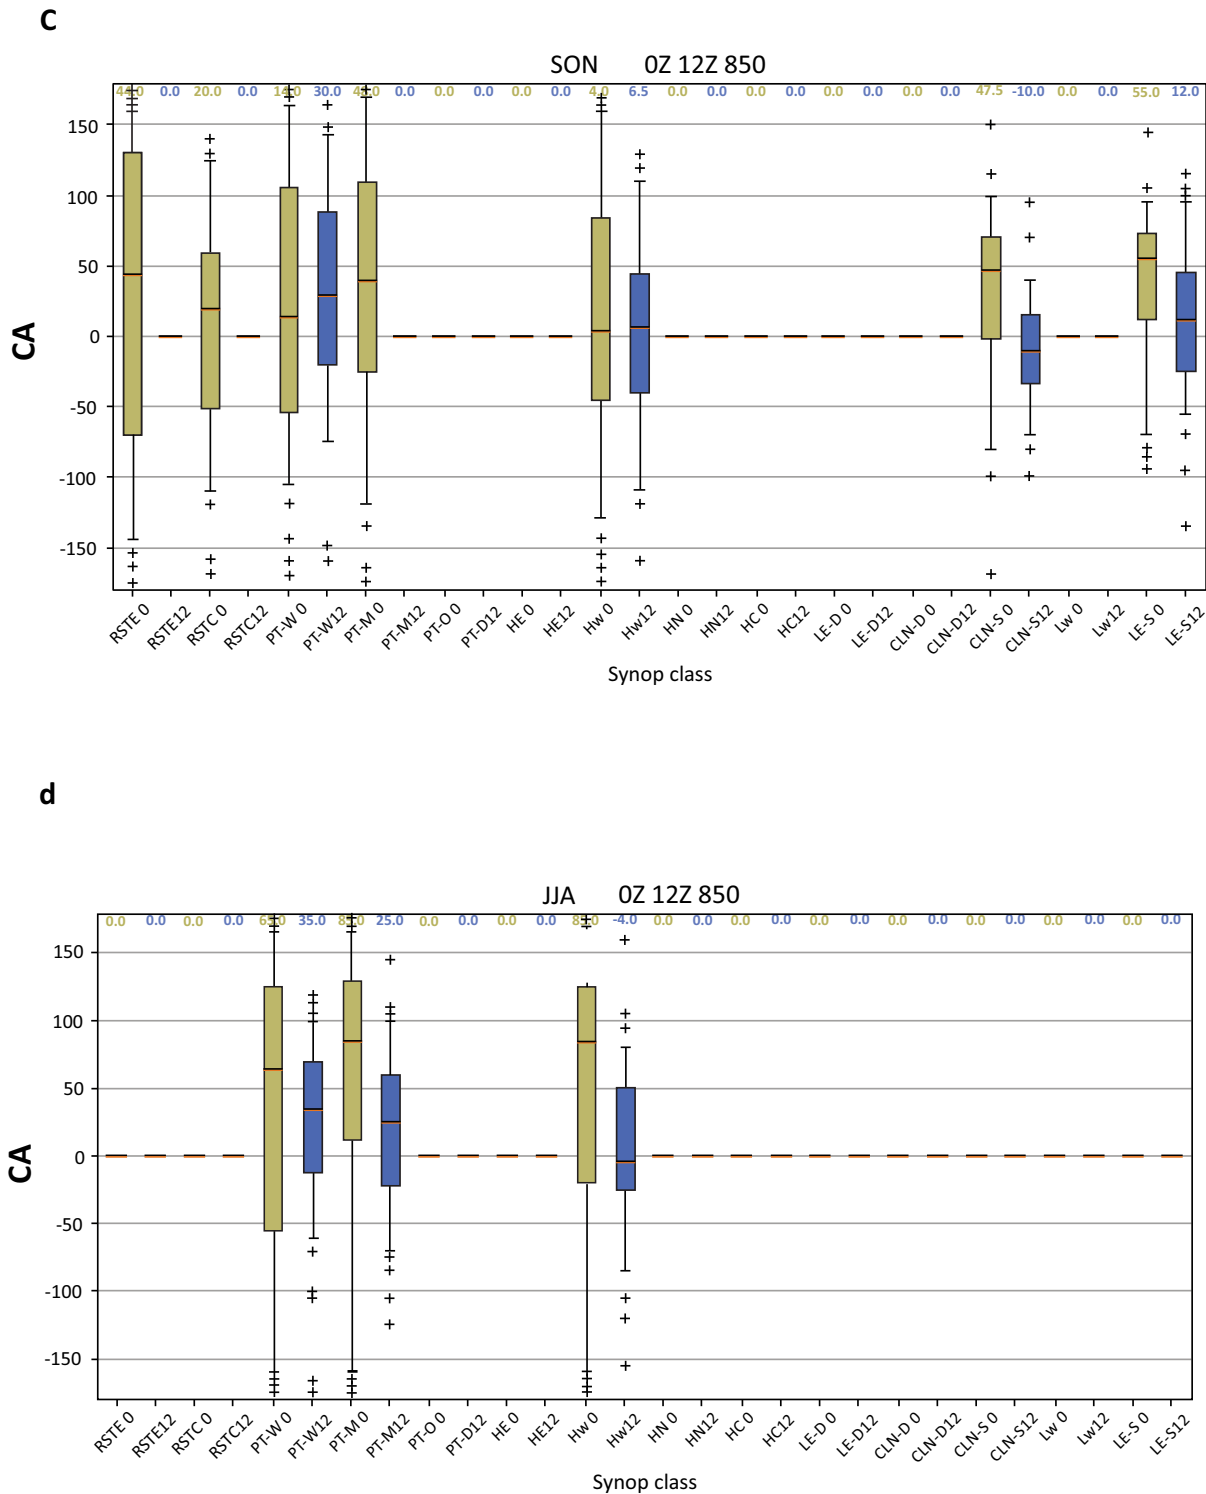 C
SON 0Z 12Z 850
44.0 0.0 20.0 0.0 14.0 30.0 0.0 0.0 0.0 0.0 0.0 4.0 6.5 0.0 0.0 0.0 0.0 0.0 0.0 0.0 0.0 47.5 -10.0 0.0 0.0 55.0 12.0
150
100
50
0
-50
-100
-150
CA
RSTE 0 RSTE12 RSTC 0 RSTC12 PT-W 0 PT-W12 PT-M 0 PT-M12 PT-O 0 PT-D12 HE 0 HE12 Hw 0 Hw12 HN 0 HN12 HC 0 HC12 LE-D 0 LE-D12 CLN-D 0 CLN-D12 CLN-S 0 CLN-S12 Lw 0 Lw12 LE-S 0 LE-S12
Synop class
d
JJA 0Z 12Z 850
0.0 0.0 0.0 0.0 35.0 25.0 0.0 0.0 0.0 0.0 -4.0 0.0 0.0 0.0 0.0 0.0 0.0 0.0 0.0 0.0 0.0 0.0 0.0 0.0 0.0
150
100
50
0
-50
-100
-150
CA
RSTE 0 RSTE12 RSTC 0 RSTC12 PT-W 0 PT-W12 PT-M 0 PT-M12 PT-O 0 PT-D12 HE 0 HE12 Hw 0 Hw12 HN 0 HN12 HC 0 HC12 LE-D 0 LE-D12 CLN-D 0 CLN-D12 CLN-S 0 CLN-S12 Lw 0 Lw12 LE-S 0 LE-S12
Synop class